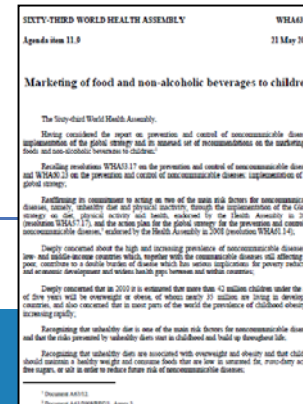 SIXTY-THIRD WORLD HEALTH ASSEMBLY WHA63
Agenda item 11.9 21 May 20
Marketing of food and non-alcoholic beverages to childre
The Sixty-third World Health Assembly,
Having considered the report on prevention and control of noncommunicable disea
implementation of the global strategy and its annexed set of recommendations on the marketing
foods and non-alcoholic beverages to children;¹
Recalling resolutions WHA53.17 on the prevention and control of noncommunicable disea
and WHA60.23 on the prevention and control of noncommunicable diseases: implementation of
global strategy;
Reaffirming its commitment to acting on two of the main risk factors for noncommunica
diseases, namely, unhealthy diet and physical inactivity, through the implementation of the Glo
strategy on diet, physical activity and health, endorsed by the Health Assembly in 20
(resolution WHA57.17), and the action plan for the global strategy for the prevention and contro
noncommunicable diseases,² endorsed by the Health Assembly in 2008 (resolution WHA61.14);
Deeply concerned about the high and increasing prevalence of noncommunicable diseases
low- and middle-income countries which, together with the communicable diseases still affecting
poor, contribute to a double burden of disease which has serious implications for poverty reducti
and economic development and widens health gaps between and within countries;
Deeply concerned that in 2010 it is estimated that more than 42 million children under the
of five years will be overweight or obese, of whom nearly 35 million are living in develop
countries, and also concerned that in most parts of the world the prevalence of childhood obesity
increasing rapidly;
Recognizing that unhealthy diet is one of the main risk factors for noncommunicable disea
and that the risks presented by unhealthy diets start in childhood and build up throughout life;
Recognizing that unhealthy diets are associated with overweight and obesity and that child
should maintain a healthy weight and consume foods that are low in saturated fat, trans-fatty aci
free sugars, or salt in order to reduce future risk of noncommunicable diseases;
¹ Document A63/12.